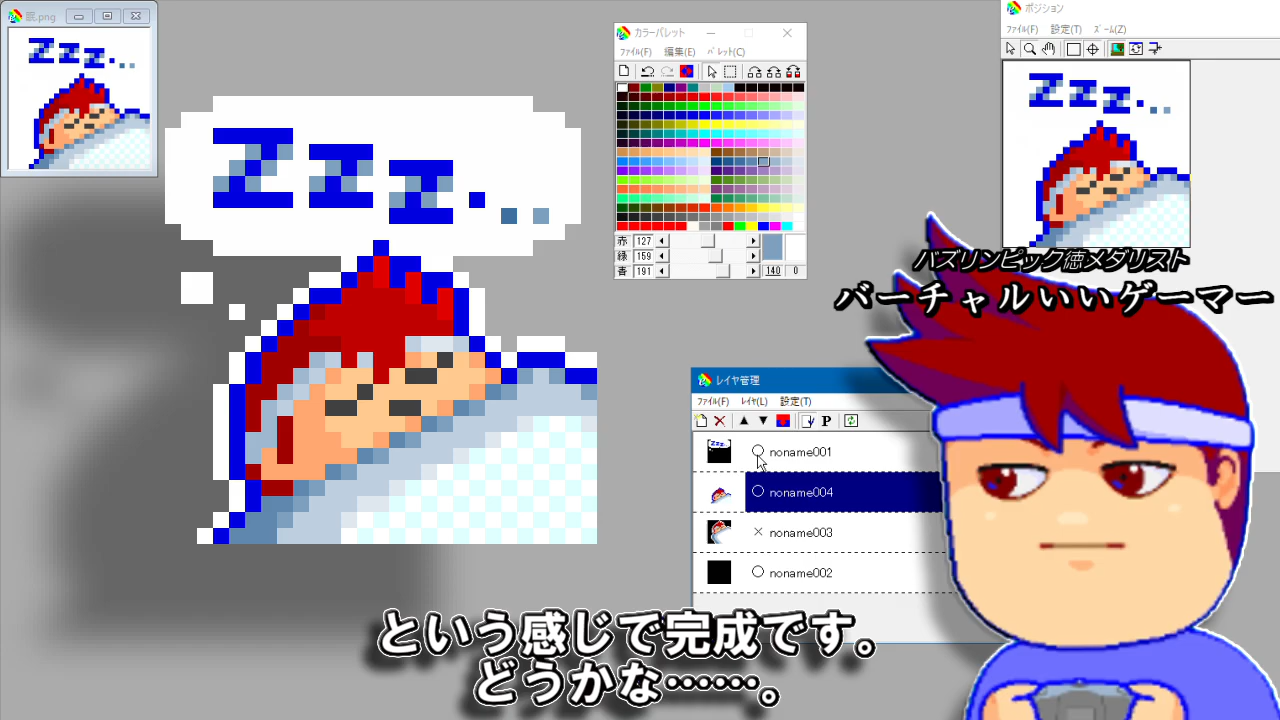 眠.png
Zzz...
カラーパレット
ﾌｧｲﾙ(F) 編集(E) ﾊﾟﾚｯﾄ(C)
赤 127
緑 159
青 191
140 0
ポジション
ﾌｧｲﾙ(F) 設定(T) ｽﾞｰﾑ(Z)
Zzz...
バズリンピック徳メダリスト
バーチャルいいゲーマー
レイヤ管理
ﾌｧｲﾙ(F) ﾚｲﾔ(L) 設定(T)
P
noname001
noname004
noname003
noname002
Zzz...
という感じで完成です。
どうかな……。